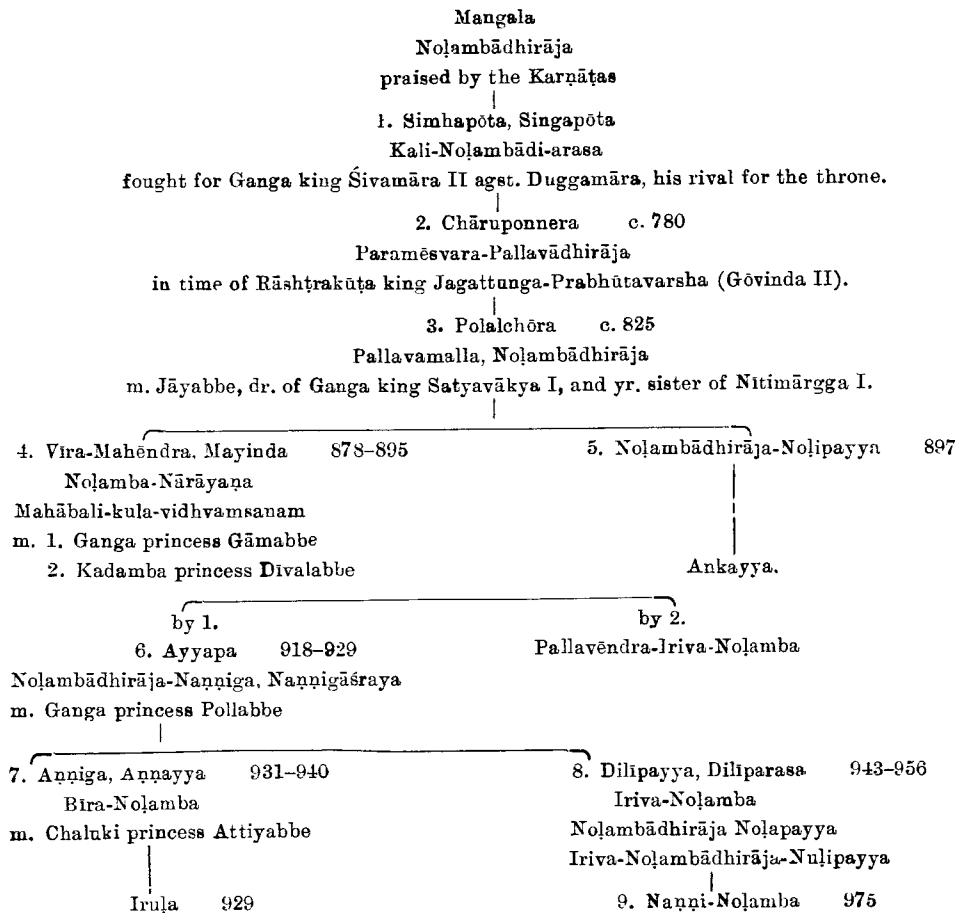 Mangala
Noḷambādhirāja
praised by the Karṇāṭas
1. Simhapōta, Singapōta
Kali-Noḷambādi-arasa
fought for Ganga king Śivamāra II agst. Duggamāra, his rival for the throne.
2. Chāruponnera c. 780
Paramēsvara-Pallavādhirāja
in time of Rāshṭrakūṭa king Jagattunga-Prabhūtavarsha (Gōvinda II).
3. Polalchōra c. 825
Pallavamalla, Noḷambādhirāja
m. Jāyabbe, dr. of Ganga king Satyavākya I, and yr. sister of Nītimārgga I.
4. Vīra-Mahēndra, Mayinda 878–895 5. Noḷambādhirāja-Noḷipayya 897
Noḷamba-Nārāyaṇa
Mahābali-kula-vidhvamsanam
m. 1. Ganga princess Gāmabbe
2. Kadamba princess Dīvalabbe Ankayya.
by 1. by 2.
6. Ayyapa 918–929 Pallavēndra-Iriva-Noḷamba
Noḷambādhirāja-Naṇṇiga, Naṇṇigāśraya
m. Ganga princess Pollabbe
7. Aṇṇiga, Aṇṇayya 931–940 8. Dilīpayya, Dilīparasa 943–956
Bīra-Noḷamba Iriva-Noḷamba
Noḷambādhirāja Noḷapayya
m. Chaluki princess Attiyabbe
Iriva-Noḷambādhirāja-Nuḷipayya
Iruḷa 929 9. Naṇṇi-Noḷamba 975